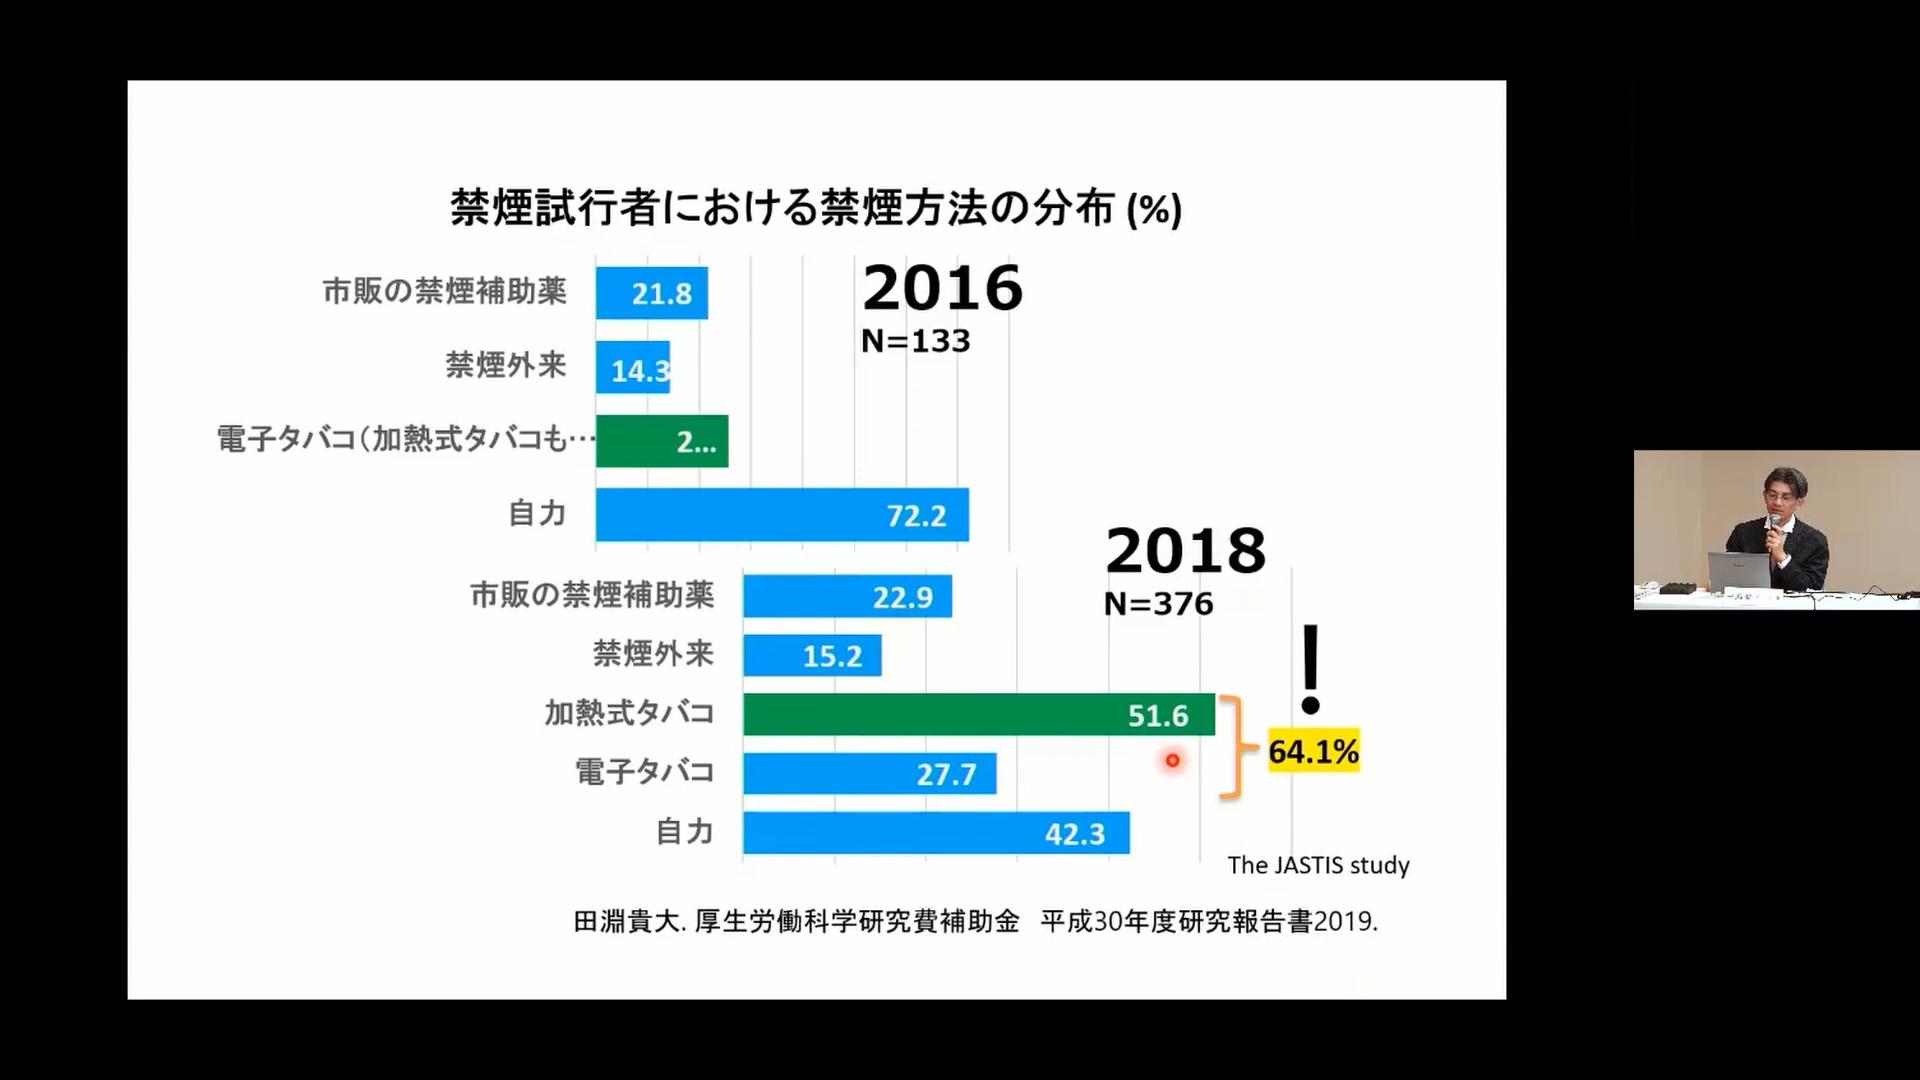 禁煙試行者における禁煙方法の分布 (%)
2016
N=133
市販の禁煙補助薬 21.8
禁煙外来 14.3
電子タバコ（加熱式タバコも… 2...
自力 72.2
2018
N=376
市販の禁煙補助薬 22.9
禁煙外来 15.2
加熱式タバコ 51.6
電子タバコ 27.7
自力 42.3
！
64.1%
The JASTIS study
田淵貴大. 厚生労働科学研究費補助金　平成30年度研究報告書2019.